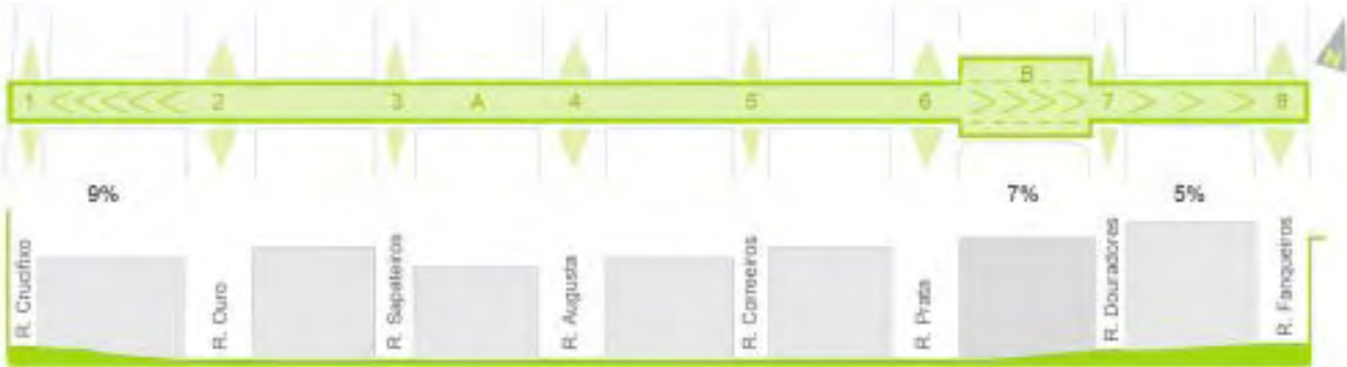 1 2 3 A 4 5 6 B 7 8
N
9% 7% 5%
R. Crucifixo
R. Ouro
R. Sapateiros
R. Augusta
R. Correeiros
R. Prata
R. Douradores
R. Fanqueiros